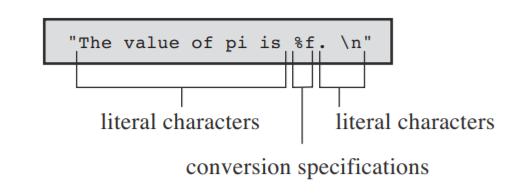 "The value of pi is %f. \n"
literal characters literal characters
conversion specifications